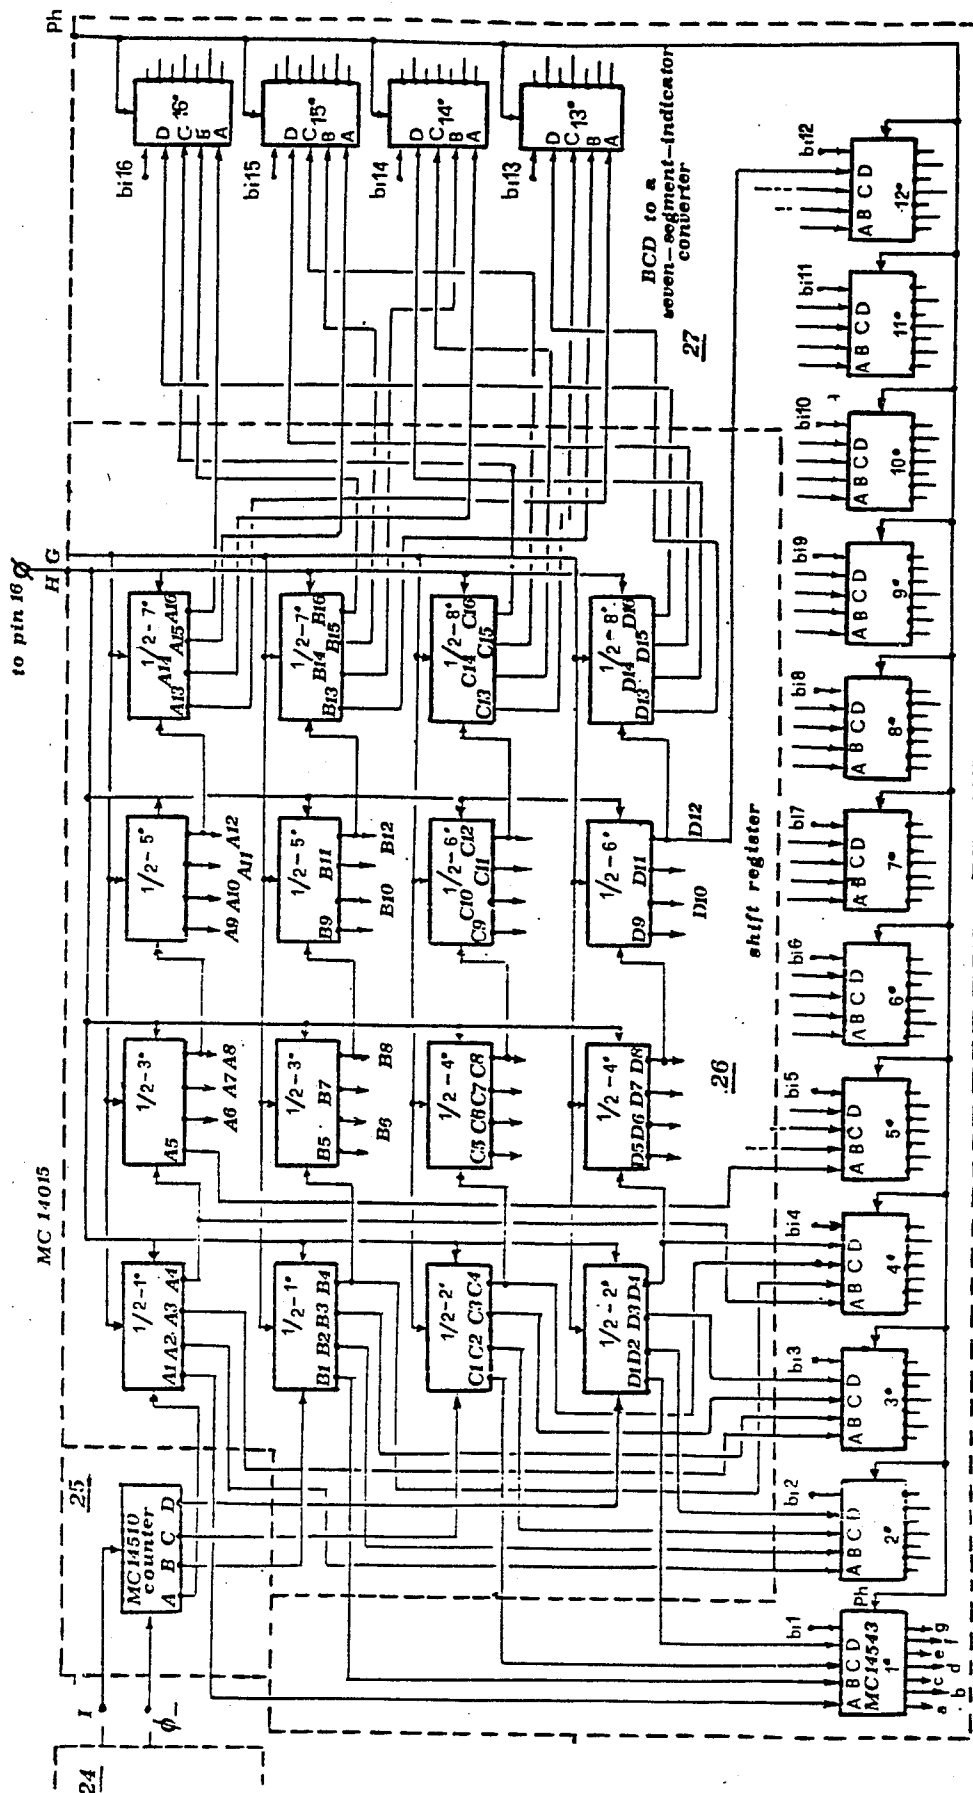 Ph
bi16
D
C
B
A
16°
bi15
D
C
B
A
15°
bi14
D
C
B
A
14°
bi13
D
C
B
A
13°
BCD to a
seven-segment-indicator
converter
27
to pin 16
H G
MC 14015
1/2-7°
A13 A14 A15 A16
1/2-7°
B13 B14 B15 B16
1/2-8°
C13 C14 C15 C16
1/2-8°
D13 D14 D15 D16
1/2-5°
A9 A10 A11 A12
1/2-5°
B9 B11
B10 B12
1/2-6°
C9 C10 C11 C12
1/2-6°
D9 D11
D10 D12
1/2-3°
A5
A6 A7 A8
1/2-3°
B5 B7
B6 B8
1/2-4°
C5 C6 C7 C8
1/2-4°
D5 D6 D7 D8
26
shift register
1/2-1°
A1 A2 A3 A4
1/2-1°
B1 B2 B3 B4
1/2-2°
C1 C2 C3 C4
1/2-2°
D1 D2 D3 D4
25
MC14510
counter
A B C D
24
I
ϕ
bi12
A B C D
12°
bi11
A B C D
11°
bi10
A B C D
10°
bi9
A B C D
9°
bi8
A B C D
8°
bi7
A B C D
7°
bi6
A B C D
6°
bi5
A B C D
5°
bi4
A B C D
4°
bi3
A B C D
3°
bi2
A B C D
2°
bi1
Ph
A B C D
MC14543
1°
a b c d e f g